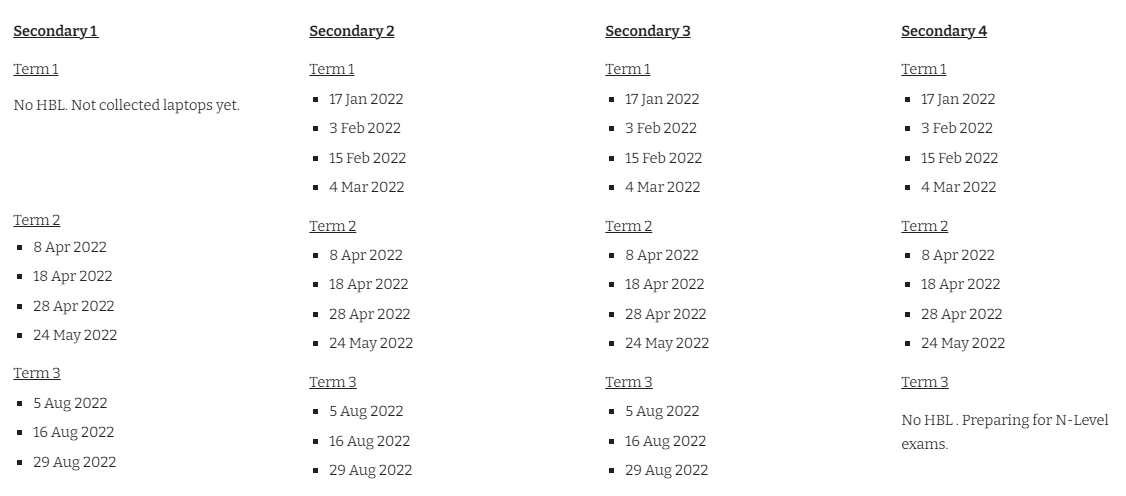 Secondary 1
Term 1
No HBL. Not collected laptops yet.
Term 2
8 Apr 2022
18 Apr 2022
28 Apr 2022
24 May 2022
Term 3
5 Aug 2022
16 Aug 2022
29 Aug 2022
Secondary 2
Term 1
17 Jan 2022
3 Feb 2022
15 Feb 2022
4 Mar 2022
Term 2
8 Apr 2022
18 Apr 2022
28 Apr 2022
24 May 2022
Term 3
5 Aug 2022
16 Aug 2022
29 Aug 2022
Secondary 3
Term 1
17 Jan 2022
3 Feb 2022
15 Feb 2022
4 Mar 2022
Term 2
8 Apr 2022
18 Apr 2022
28 Apr 2022
24 May 2022
Term 3
5 Aug 2022
16 Aug 2022
29 Aug 2022
Secondary 4
Term 1
17 Jan 2022
3 Feb 2022
15 Feb 2022
4 Mar 2022
Term 2
8 Apr 2022
18 Apr 2022
28 Apr 2022
24 May 2022
Term 3
No HBL . Preparing for N-Level
exams.